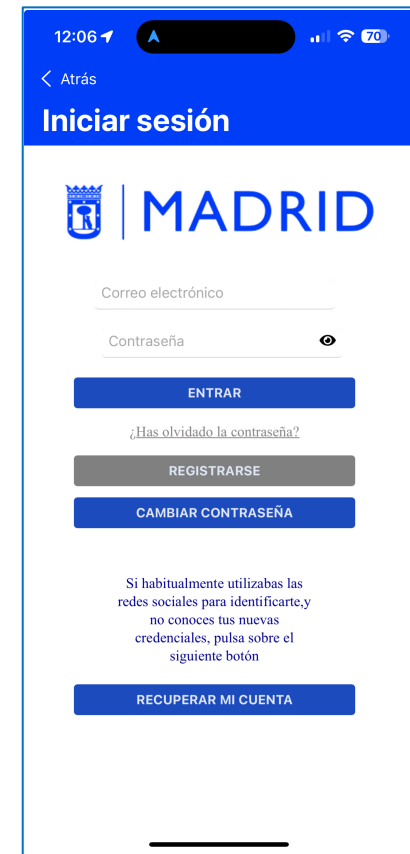 12:06
70
Atrás
Iniciar sesión
MADRID
Correo electrónico
Contraseña
ENTRAR
¿Has olvidado la contraseña?
REGISTRARSE
CAMBIAR CONTRASEÑA
Si habitualmente utilizabas las
redes sociales para identificarte,y
no conoces tus nuevas
credenciales, pulsa sobre el
siguiente botón
RECUPERAR MI CUENTA